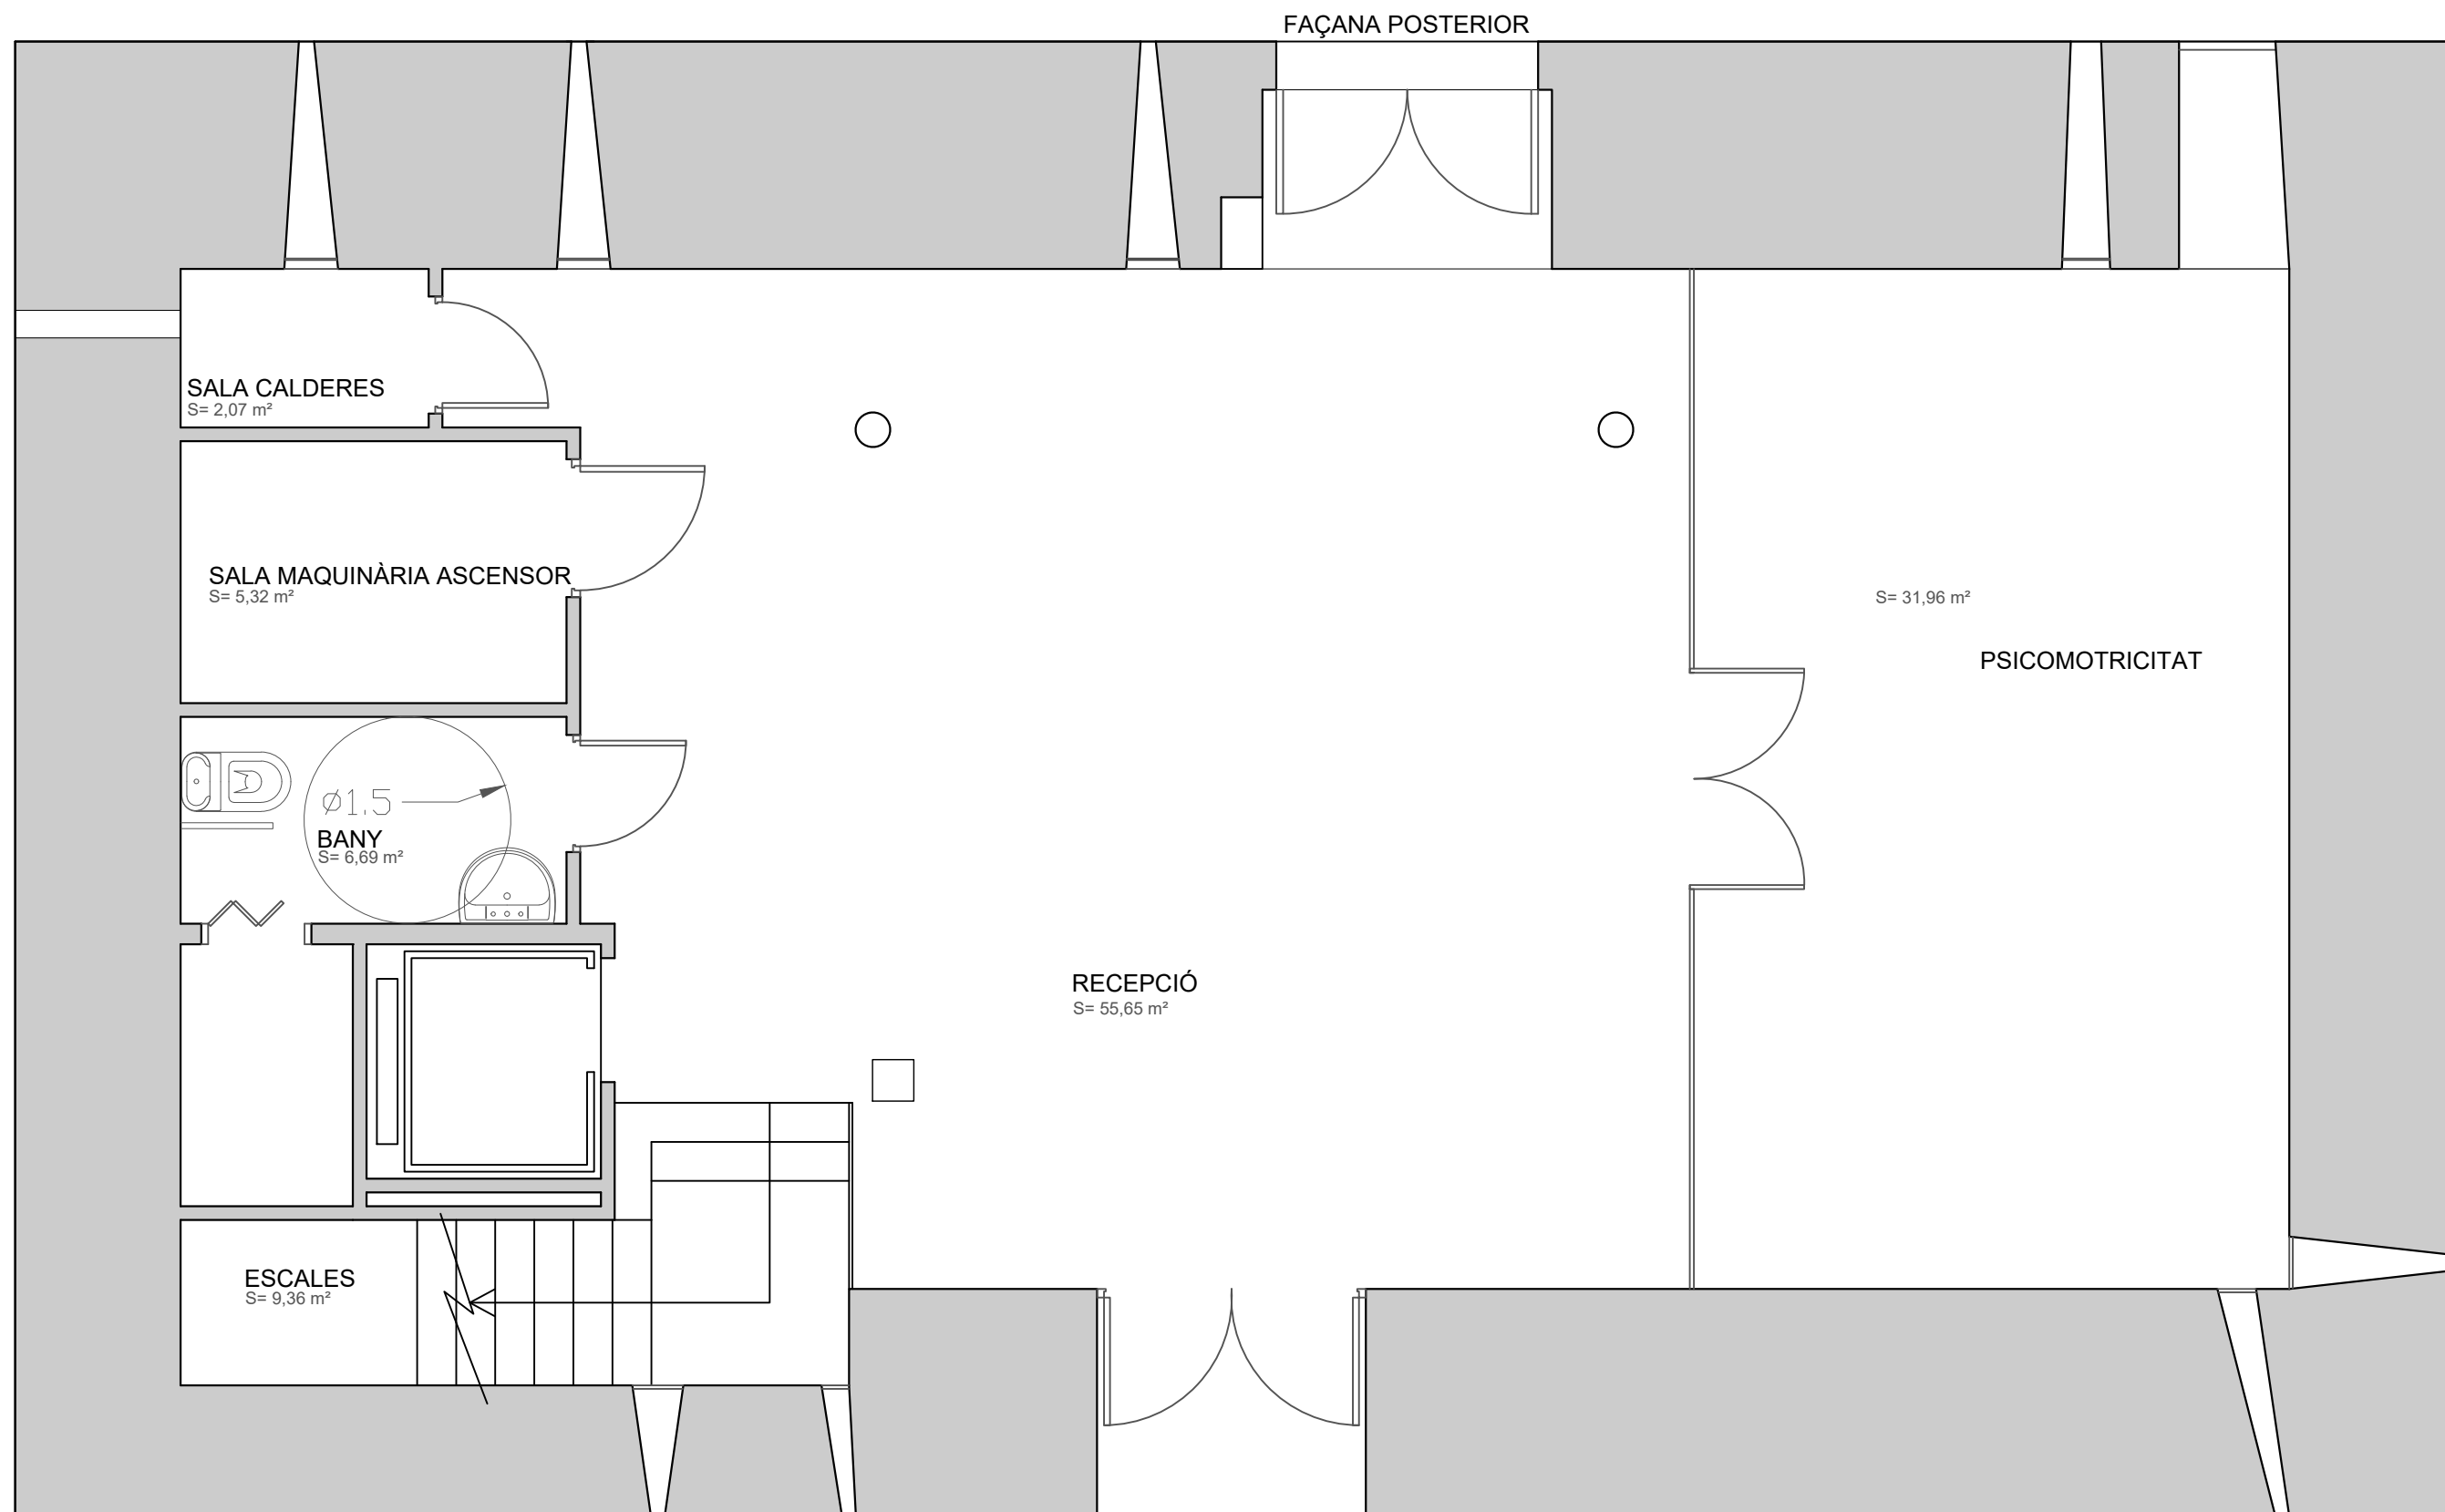 FAÇANA POSTERIOR
SALA CALDERES
S= 2,07 m²
SALA MAQUINÀRIA ASCENSOR
S= 5,32 m²
S= 31,96 m²
PSICOMOTRICITAT
ø1.5
BANY
S= 6,69 m²
RECEPCIÓ
S= 55,65 m²
ESCALES
S= 9,36 m²